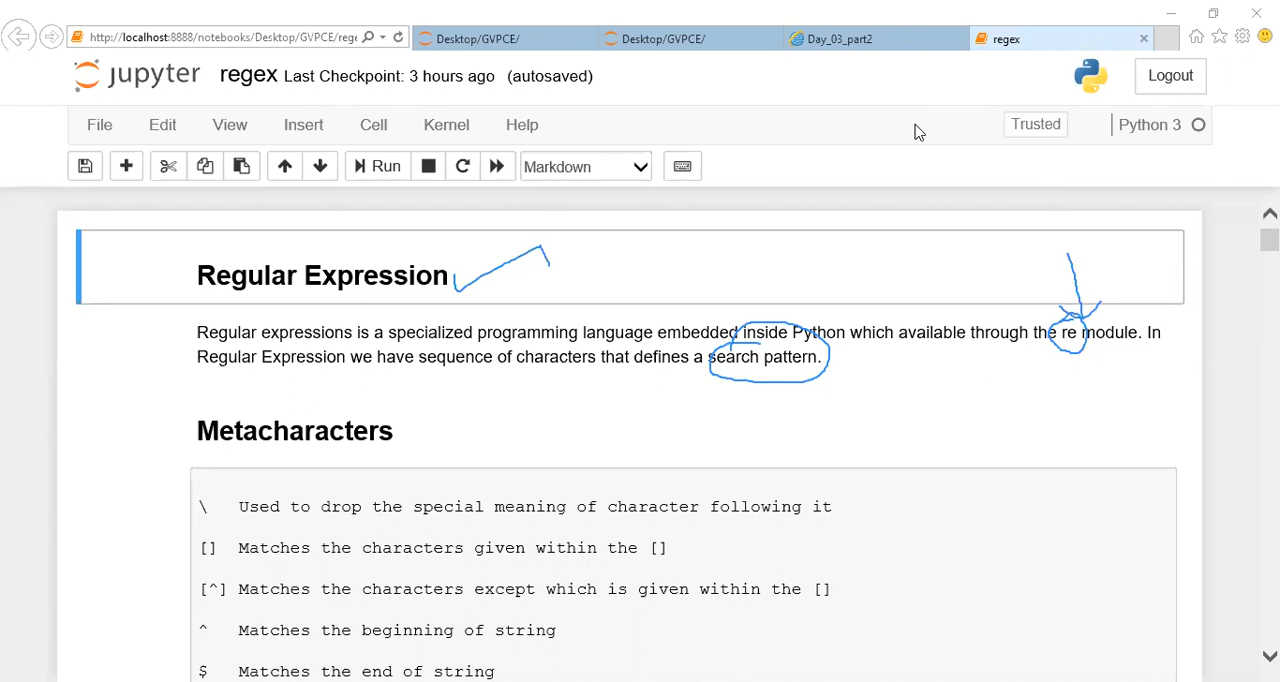 http://localhost:8888/notebooks/Desktop/GVPCE/rege
Desktop/GVPCE/
Desktop/GVPCE/
Day_03_part2
regex
jupyter regex Last Checkpoint: 3 hours ago (autosaved)
Logout
File Edit View Insert Cell Kernel Help
Trusted
Python 3
Run
Markdown
Regular Expression
Regular expressions is a specialized programming language embedded inside Python which available through the re module. In
Regular Expression we have sequence of characters that defines a search pattern.
Metacharacters
\ Used to drop the special meaning of character following it
[] Matches the characters given within the []
[^] Matches the characters except which is given within the []
^ Matches the beginning of string
$ Matches the end of string